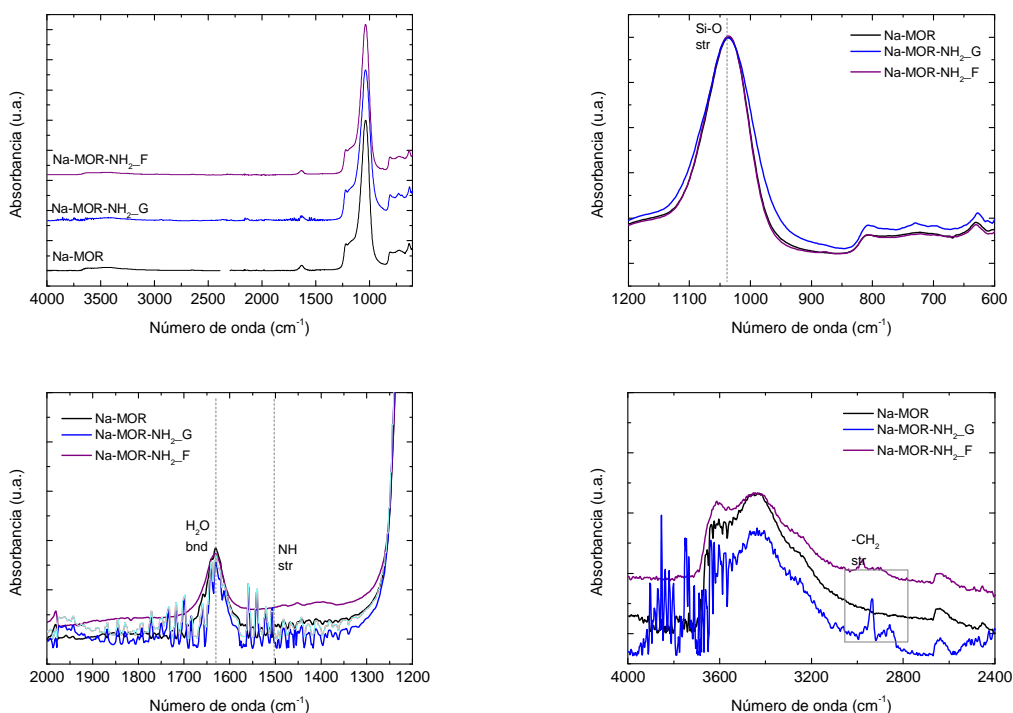 Absorbancia (u.a.)
Na-MOR-NH₂_F
Na-MOR-NH₂_G
Na-MOR
4000 3500 3000 2500 2000 1500 1000
Número de onda (cm⁻¹)
Absorbancia (u.a.)
Si-O
str
Na-MOR
Na-MOR-NH₂_G
Na-MOR-NH₂_F
1200 1100 1000 900 800 700 600
Número de onda (cm⁻¹)
Absorbancia (u.a.)
Na-MOR
Na-MOR-NH₂_G
Na-MOR-NH₂_F
H₂O
bnd
NH
str
2000 1900 1800 1700 1600 1500 1400 1300 1200
Número de onda (cm⁻¹)
Absorbancia (u.a.)
Na-MOR
Na-MOR-NH₂_G
Na-MOR-NH₂_F
-CH₂
str
4000 3600 3200 2800 2400
Número de onda (cm⁻¹)